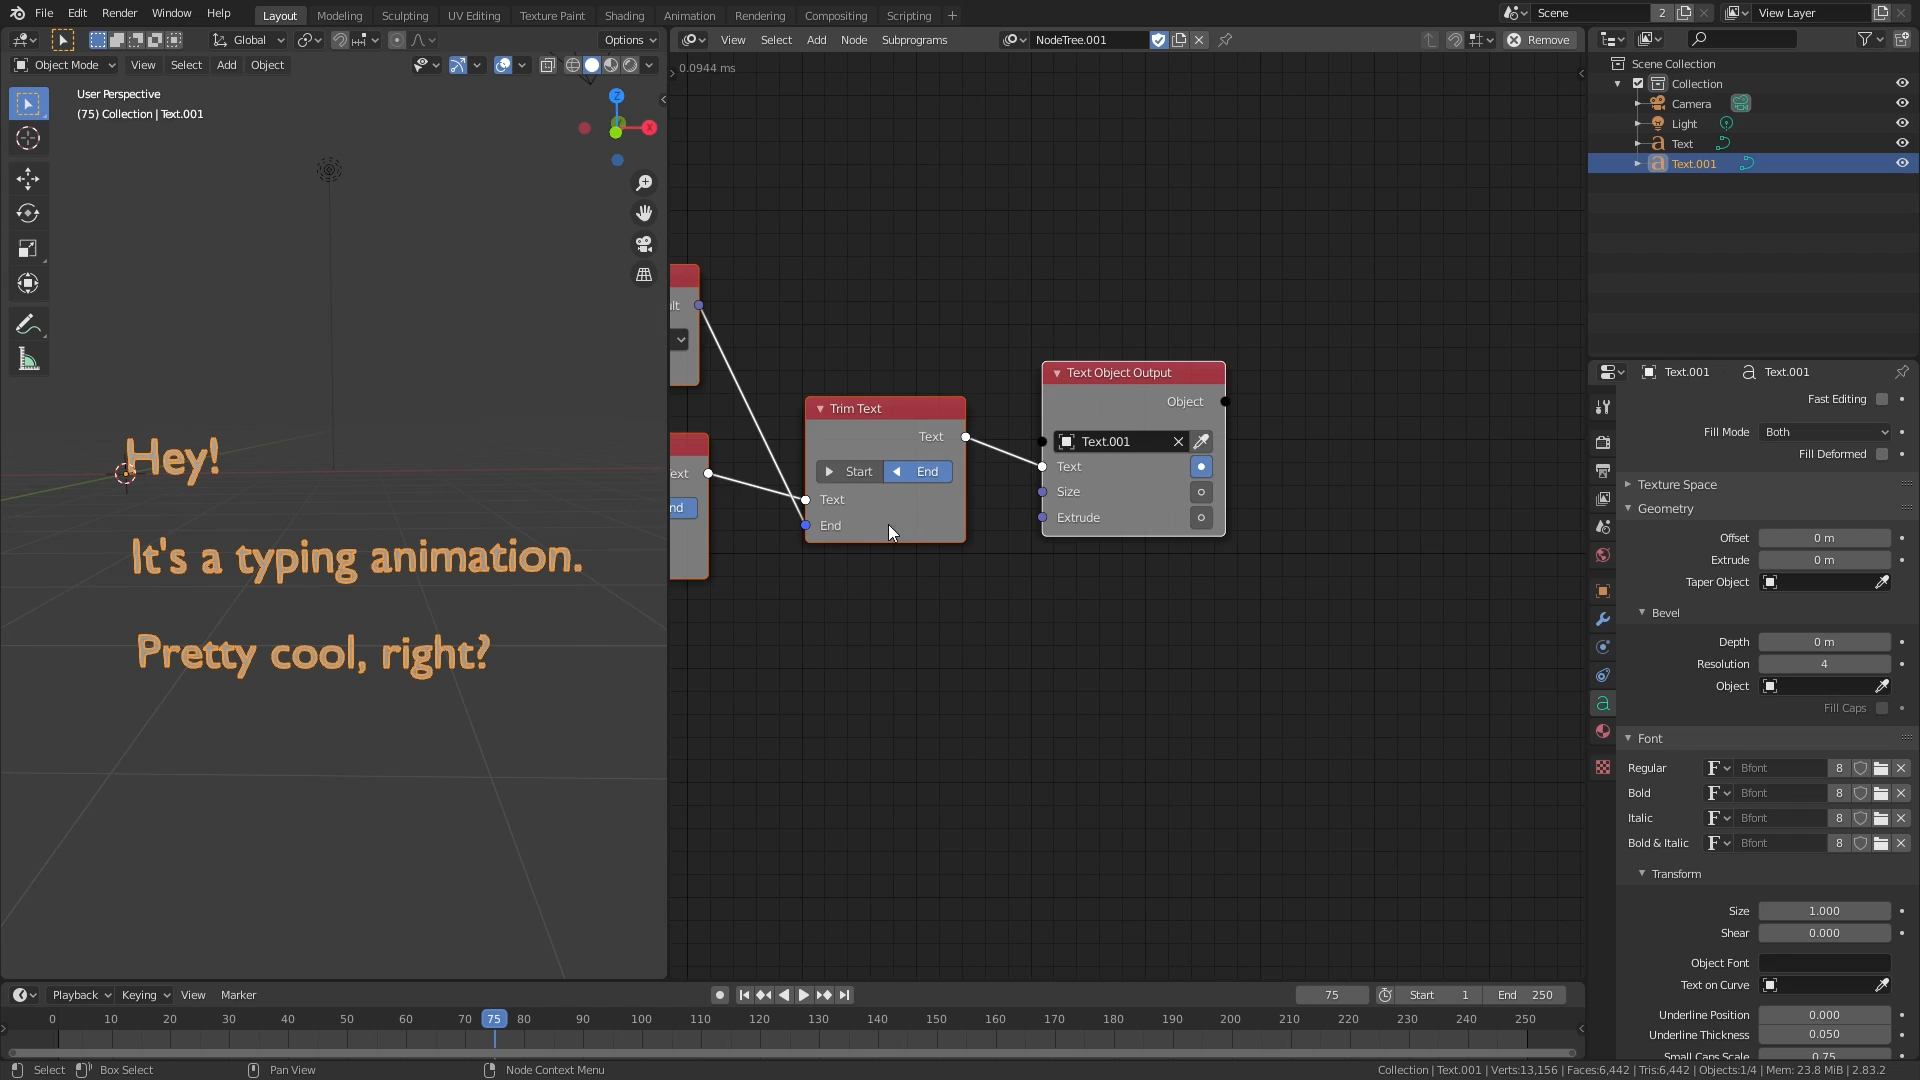 File Edit Render Window Help Layout Modeling Sculpting UV Editing Texture Paint Shading Animation Rendering Compositing Scripting + Scene 2 View Layer
Global Options View Select Add Node Subprograms NodeTree.001 Remove
Object Mode View Select Add Object
0.0944 ms
User Perspective
(75) Collection | Text.001
Z
X
Hey!
It's a typing animation.
Pretty cool, right?
Trim Text
Text
Start End
Text
End
Text Object Output
Object
Text.001
Text
Size
Extrude
Scene Collection
Collection
Camera
Light
Text
Text.001
Text.001 Text.001
Fast Editing
Fill Mode Both
Fill Deformed
Texture Space
Geometry
Offset 0 m
Extrude 0 m
Taper Object
Bevel
Depth 0 m
Resolution 4
Object
Fill Caps
Font
Regular F Bfont 8
Bold F Bfont 8
Italic F Bfont 8
Bold & Italic F Bfont 8
Transform
Size 1.000
Shear 0.000
Object Font
Text on Curve
Underline Position 0.000
Underline Thickness 0.050
Small Caps Scale 0.75
Playback Keying View Marker 75 Start 1 End 250
0 10 20 30 40 50 60 70 75 80 90 100 110 120 130 140 150 160 170 180 190 200 210 220 230 240 250
Select Box Select Pan View Node Context Menu Collection | Text.001 | Verts:13,156 | Faces:6,442 | Tris:6,442 | Objects:1/4 | Mem: 23.8 MiB | 2.83.2